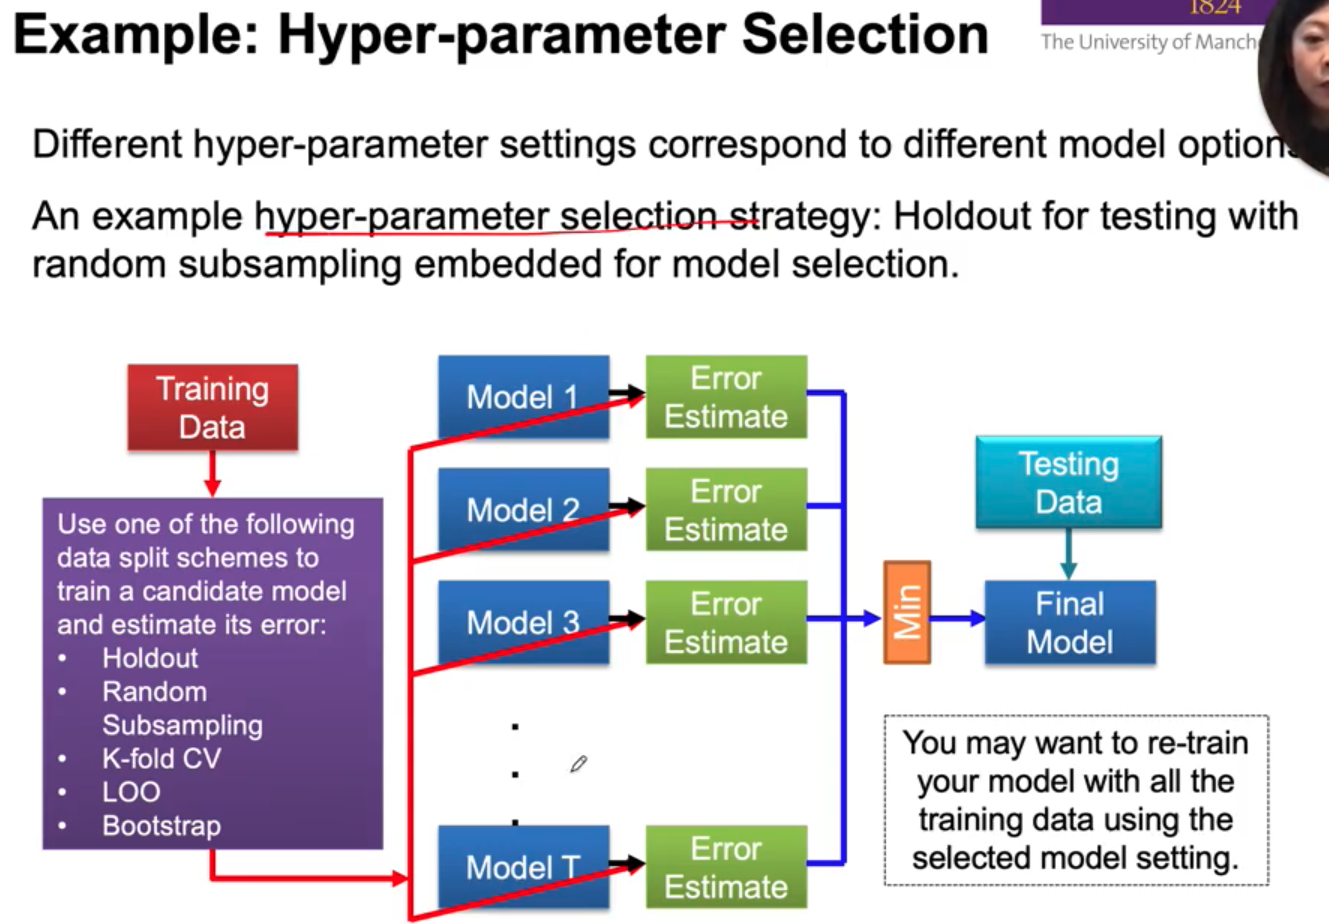 Example: Hyper-parameter Selection
1824
The University of Manch
Different hyper-parameter settings correspond to different model options
An example hyper-parameter selection strategy: Holdout for testing with
random subsampling embedded for model selection.
Training
Data
Use one of the following
data split schemes to
train a candidate model
and estimate its error:
• Holdout
• Random
Subsampling
• K-fold CV
• LOO
• Bootstrap
Model 1
Error
Estimate
Model 2
Error
Estimate
Model 3
Error
Estimate
.
.
.
Model T
Error
Estimate
Min
Testing
Data
Final
Model
You may want to re-train
your model with all the
training data using the
selected model setting.